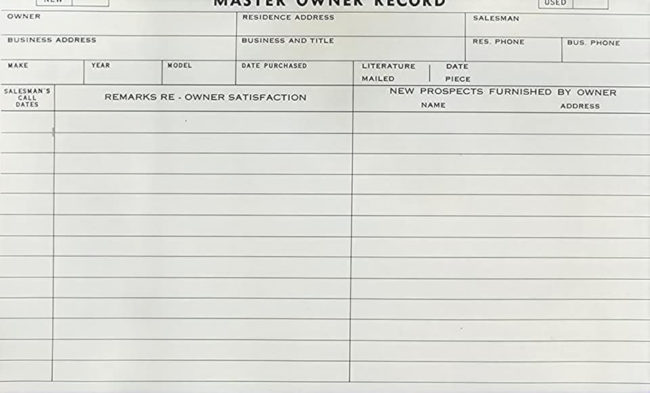 NEW MASTER OWNER RECORD USED
OWNER RESIDENCE ADDRESS SALESMAN
BUSINESS ADDRESS BUSINESS AND TITLE RES. PHONE BUS. PHONE
MAKE YEAR MODEL DATE PURCHASED LITERATURE DATE
MAILED PIECE
SALESMAN'S
CALL
DATES
REMARKS RE - OWNER SATISFACTION
NEW PROSPECTS FURNISHED BY OWNER
NAME ADDRESS